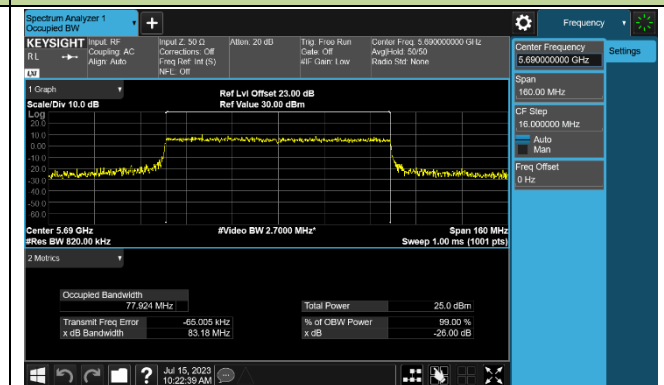 Spectrum Analyzer 1
Occupied BW
+
Frequency
KEYSIGHT
RL
LXI
Input: RF
Coupling: AC
Align: Auto
Input Z: 50 Ω
Corrections: Off
Freq Ref: Int (S)
NFE: Off
Atten: 20 dB
Trig: Free Run
Gate: Off
#IF Gain: Low
Center Freq: 5.690000000 GHz
Avg|Hold: 50/50
Radio Std: None
Center Frequency
5.690000000 GHz
Settings
Span
160.00 MHz
CF Step
16.000000 MHz
Auto
Man
Freq Offset
0 Hz
1 Graph
Scale/Div 10.0 dB
Ref Lvl Offset 23.00 dB
Ref Value 30.00 dBm
Log
20.0
10.0
0.00
-10.0
-20.0
-30.0
-40.0
-50.0
-60.0
Center 5.69 GHz
#Video BW 2.7000 MHz*
Span 160 MHz
#Res BW 820.00 kHz
Sweep 1.00 ms (1001 pts)
2 Metrics
Occupied Bandwidth
77.924 MHz
Total Power 25.0 dBm
Transmit Freq Error -65.005 kHz
% of OBW Power 99.00 %
x dB Bandwidth 83.18 MHz
x dB -26.00 dB
?
Jul 15, 2023
10:22:39 AM